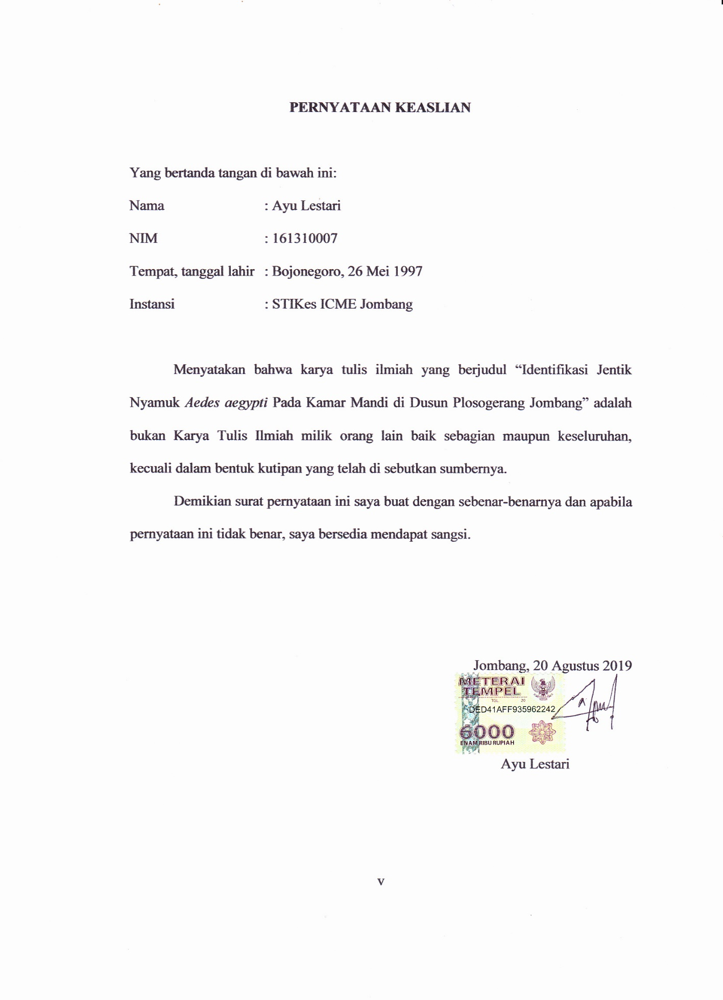 PERNYATAAN KEASLIAN
Yang bertanda tangan di bawah ini:
Nama : Ayu Lestari
NIM : 161310007
Tempat, tanggal lahir : Bojonegoro, 26 Mei 1997
Instansi : STIKes ICME Jombang
Menyatakan bahwa karya tulis ilmiah yang berjudul “Identifikasi Jentik
Nyamuk Aedes aegypti Pada Kamar Mandi di Dusun Plosogerang Jombang” adalah
bukan Karya Tulis Ilmiah milik orang lain baik sebagian maupun keseluruhan,
kecuali dalam bentuk kutipan yang telah di sebutkan sumbernya.
Demikian surat pernyataan ini saya buat dengan sebenar-benarnya dan apabila
pernyataan ini tidak benar, saya bersedia mendapat sangsi.
Jombang, 20 Agustus 2019
METERAI
TEMPEL
TGL. 20
DED41AFF935962242
6000
ENAM RIBU RUPIAH
Ayu Lestari
v